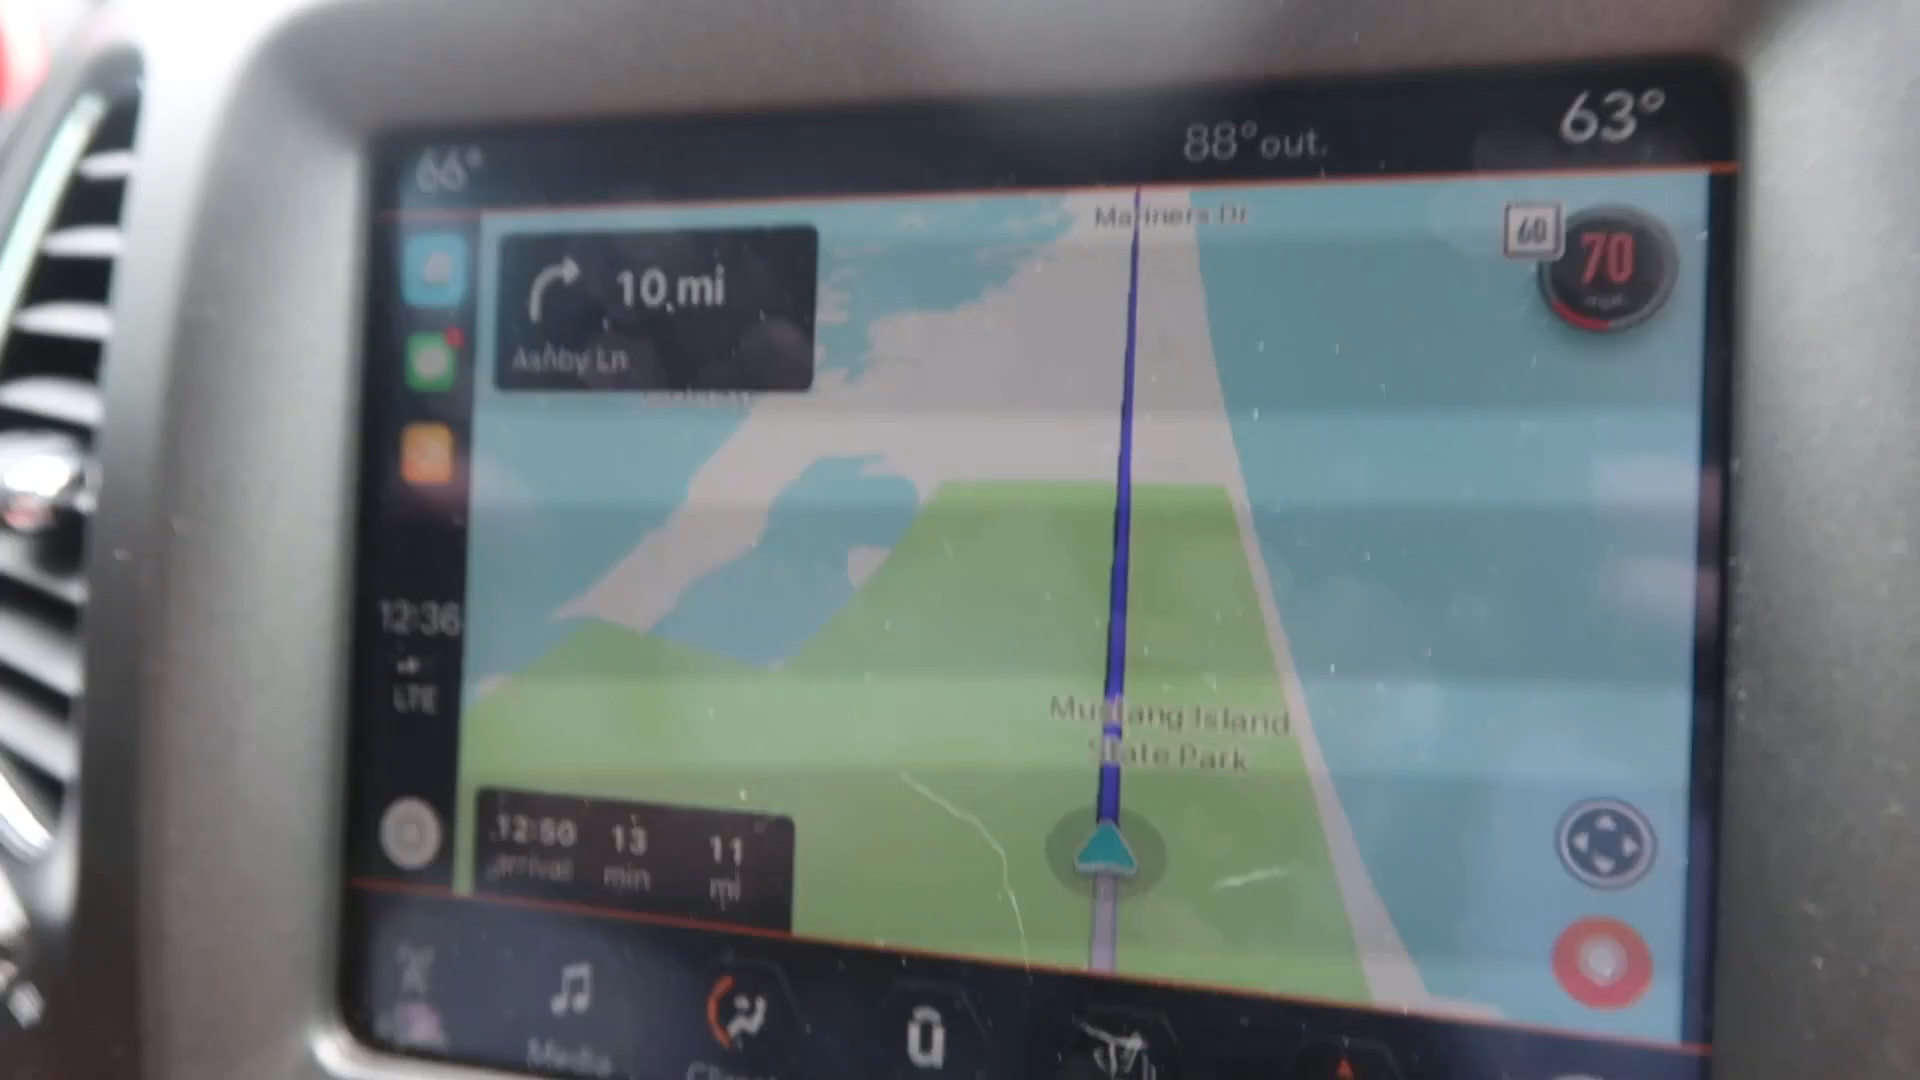 66°
88° out.
63°
Mariners Dr
10 mi
Ashby Ln
60
70
mph
12:36
LTE
Mustang Island
State Park
12:50 13 11
arrival min mi
Media